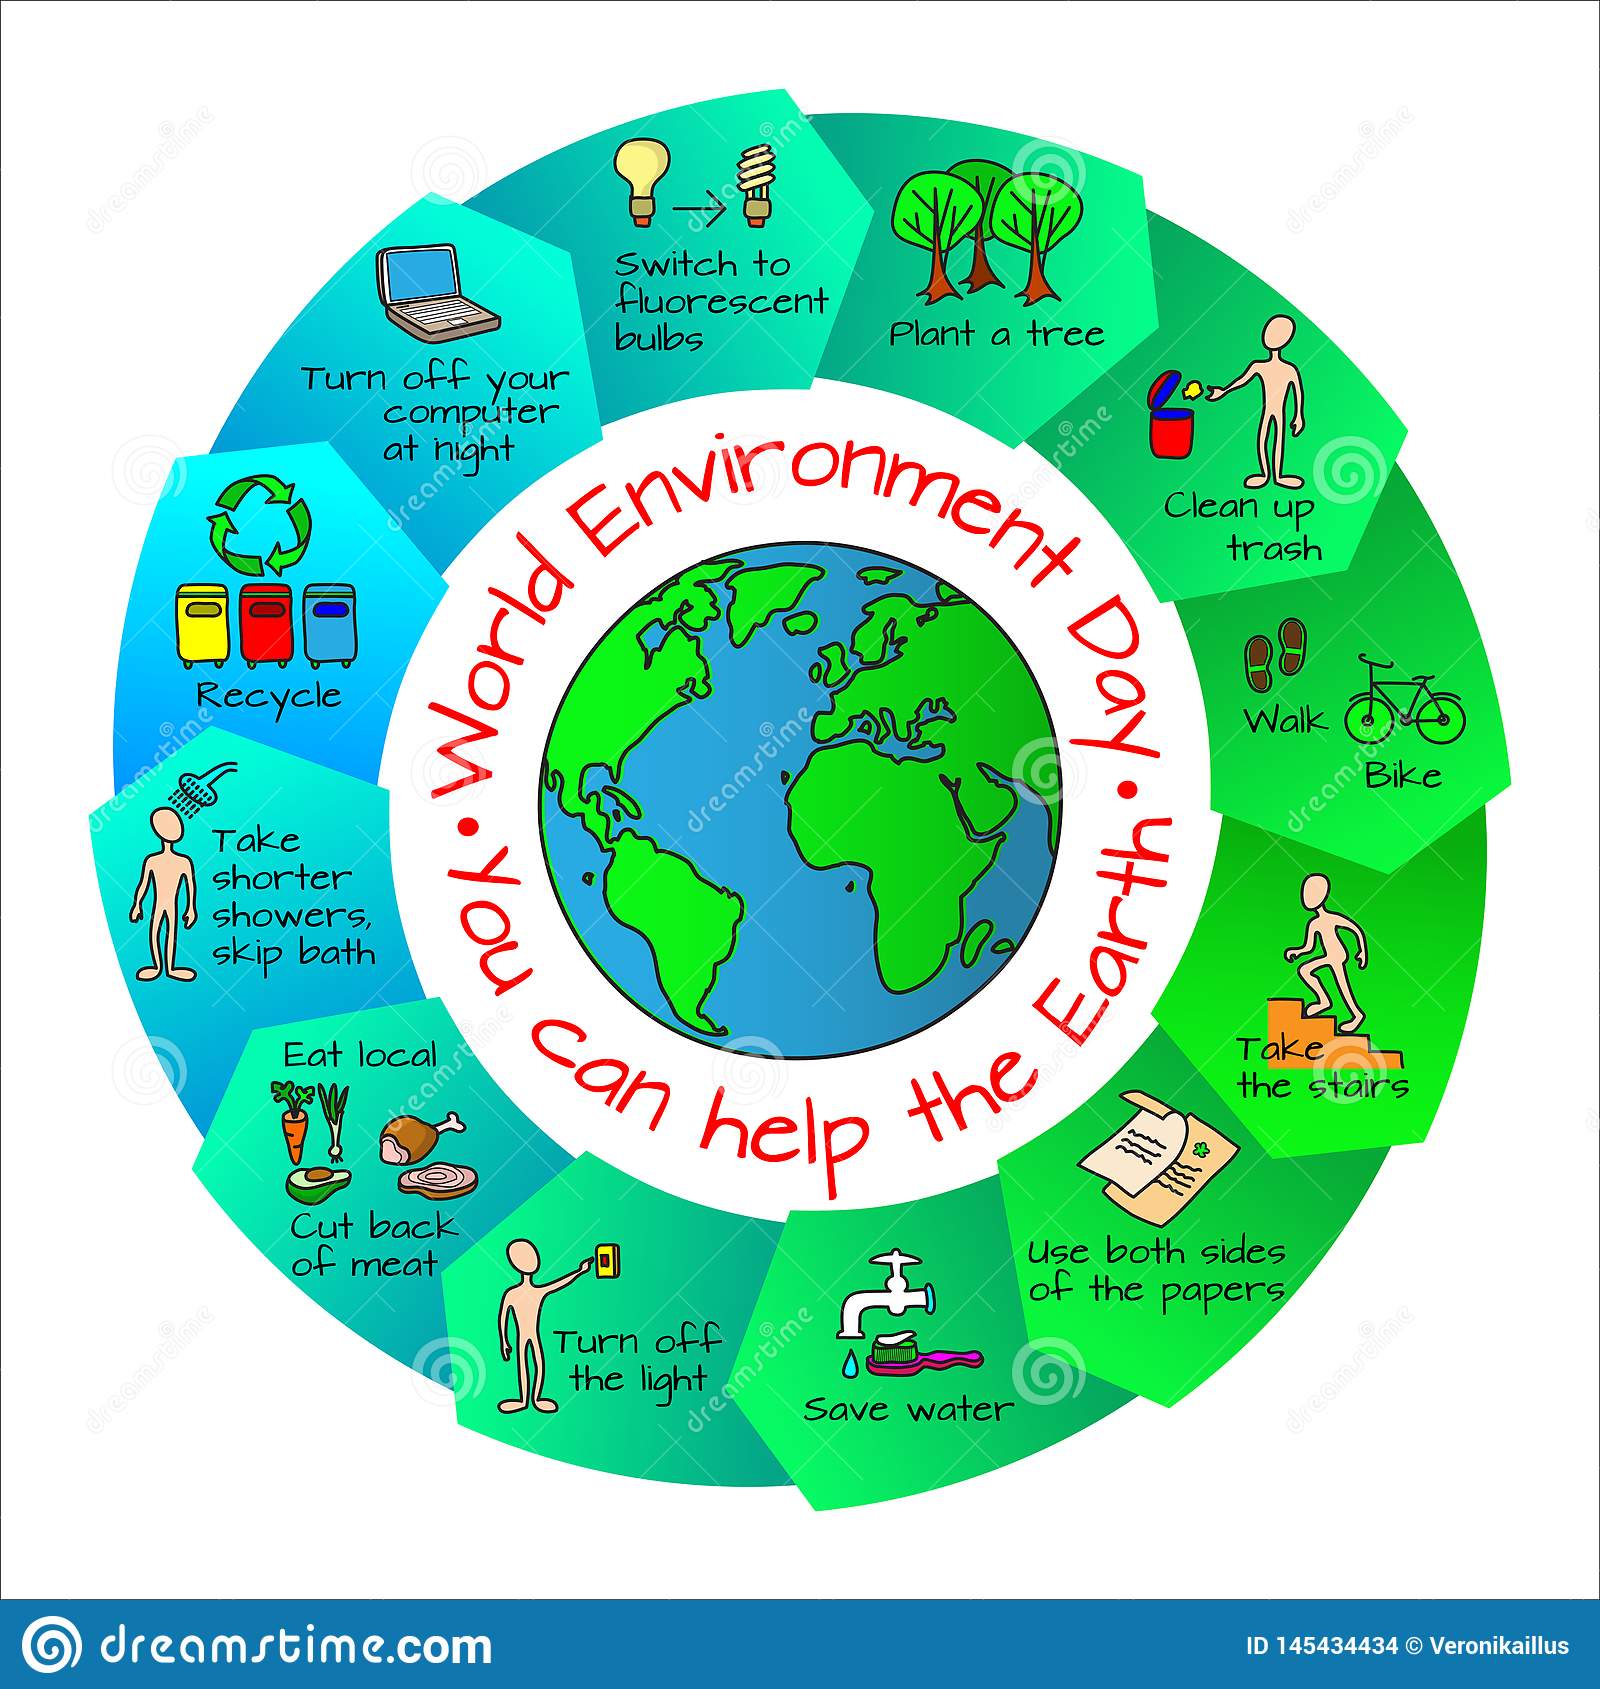 World Environment Day
• you can help the Earth •
Switch to
fluorescent
bulbs
Plant a tree
Clean up
trash
Walk
Bike
Take
the stairs
Use both sides
of the papers
Save water
Turn off
the light
Eat local
Cut back
of meat
Take
shorter
showers,
skip bath
Recycle
Turn off your
computer
at night
dreamstime
dreamstime.com
ID 145434434 © Veronikaillus